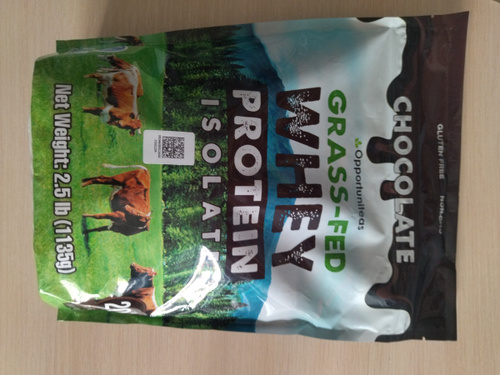 GLUTEN FREE
CHOCOLATE
Opportuniteas
GRASS-FED
WHEY
PROTEIN
ISOLATE
Net Weight: 2.5 lb (1135g)